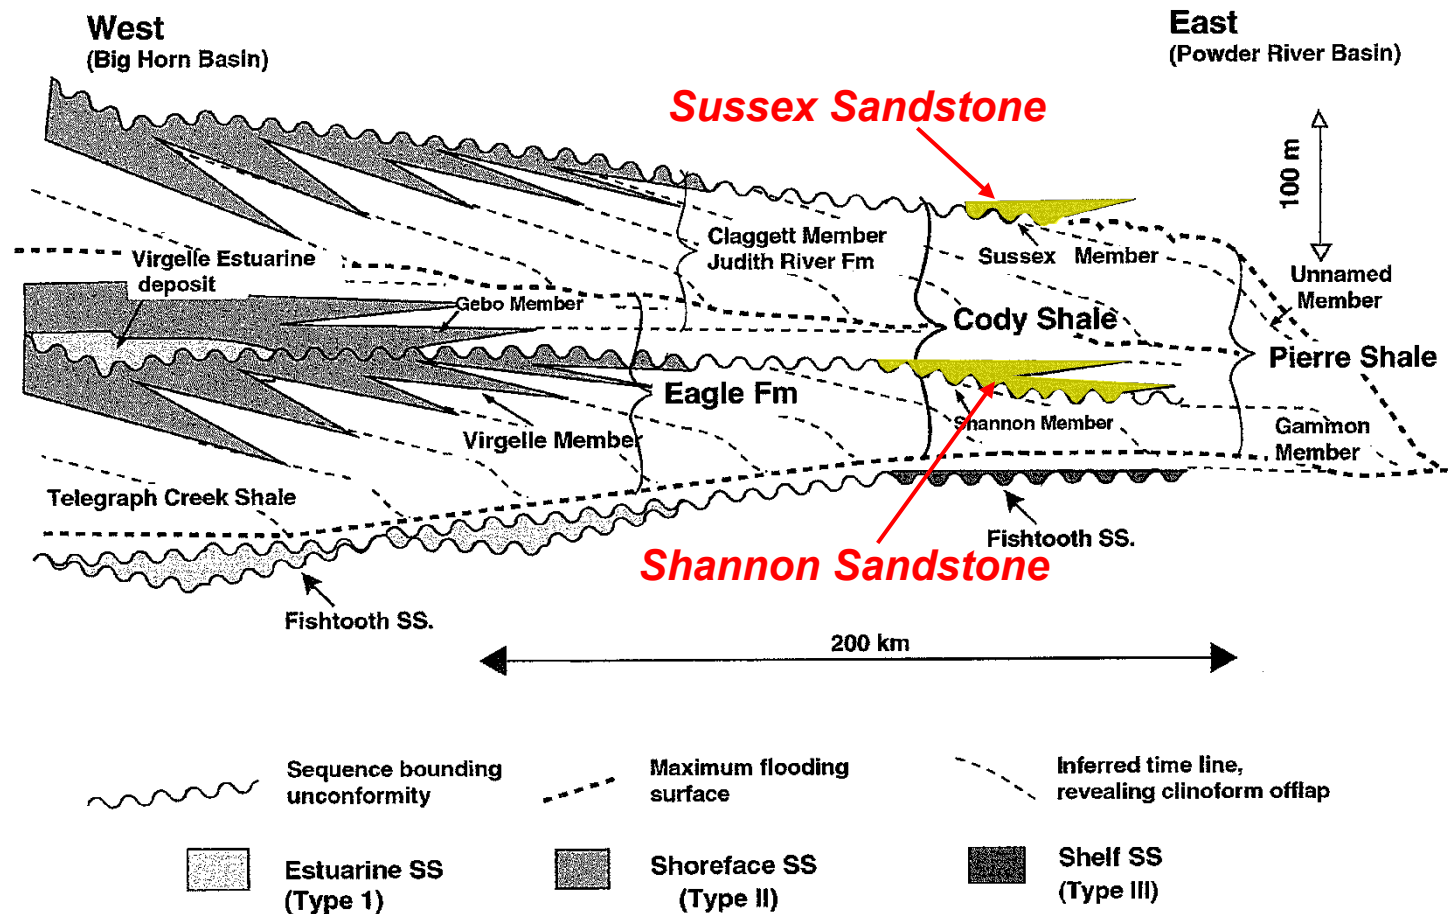 West
(Big Horn Basin)
East
(Powder River Basin)
Sussex Sandstone
100 m
Virgelle Estuarine
deposit
Claggett Member
Judith River Fm
Sussex Member
Unnamed
Member
Gebo Member
Cody Shale
Pierre Shale
Eagle Fm
Shannon Member
Virgelle Member
Gammon
Member
Telegraph Creek Shale
Fishtooth SS.
Shannon Sandstone
Fishtooth SS.
200 km
Sequence bounding
unconformity
Maximum flooding
surface
Inferred time line,
revealing clinoform offlap
Estuarine SS
(Type 1)
Shoreface SS
(Type II)
Shelf SS
(Type III)